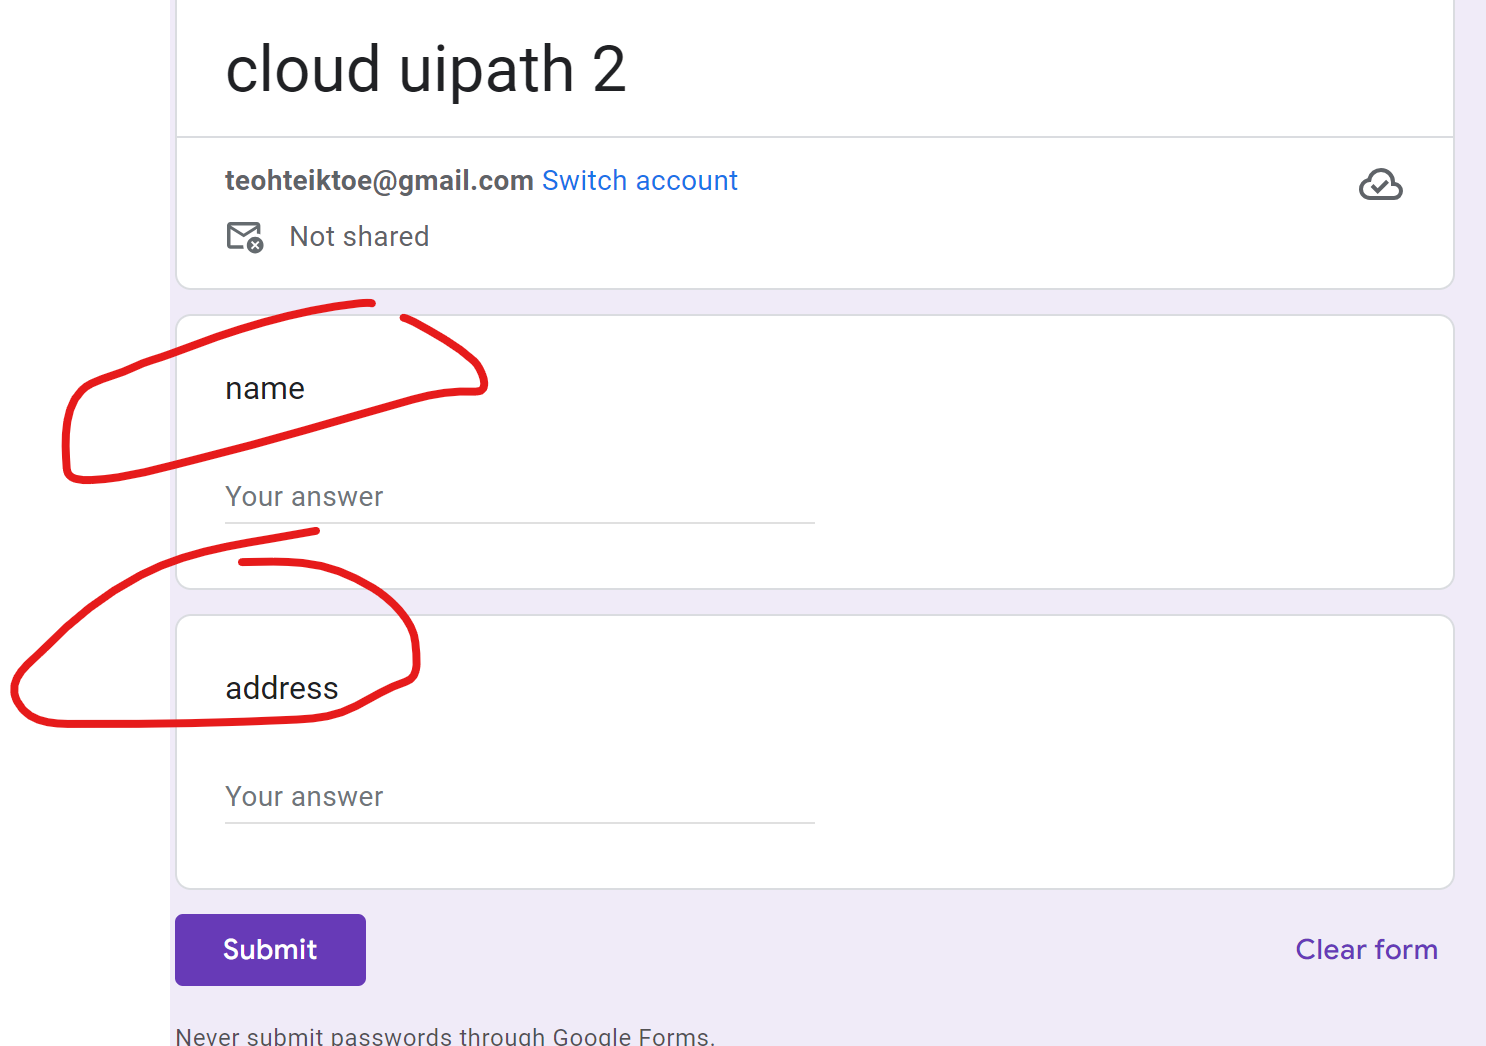 cloud uipath 2
teohteiktoe@gmail.com Switch account
Not shared
name
Your answer
address
Your answer
Submit Clear form
Never submit passwords through Google Forms.